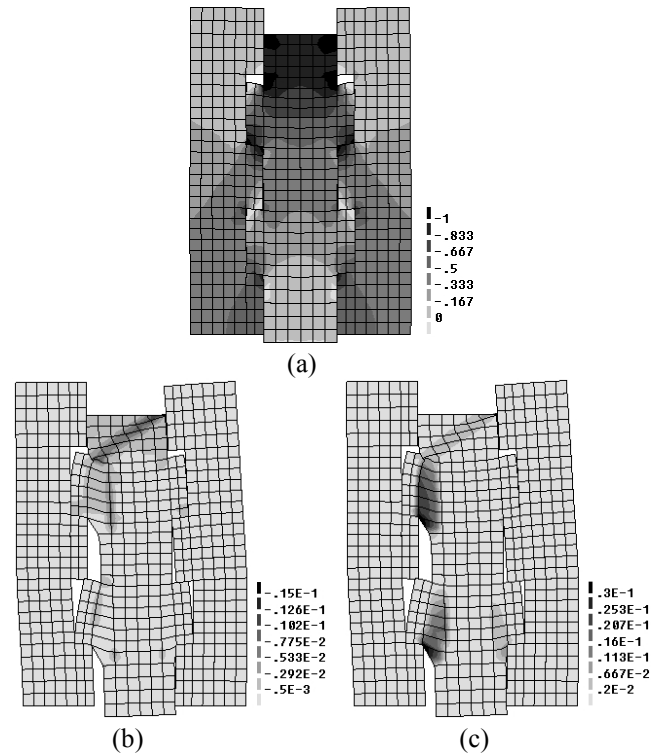 -1
-.833
-.667
-.5
-.333
-.167
0
(a)
-.15E-1
-.126E-1
-.102E-1
-.775E-2
-.533E-2
-.292E-2
-.5E-3
.3E-1
.253E-1
.207E-1
.16E-1
.113E-1
.667E-2
.2E-2
(b)
(c)